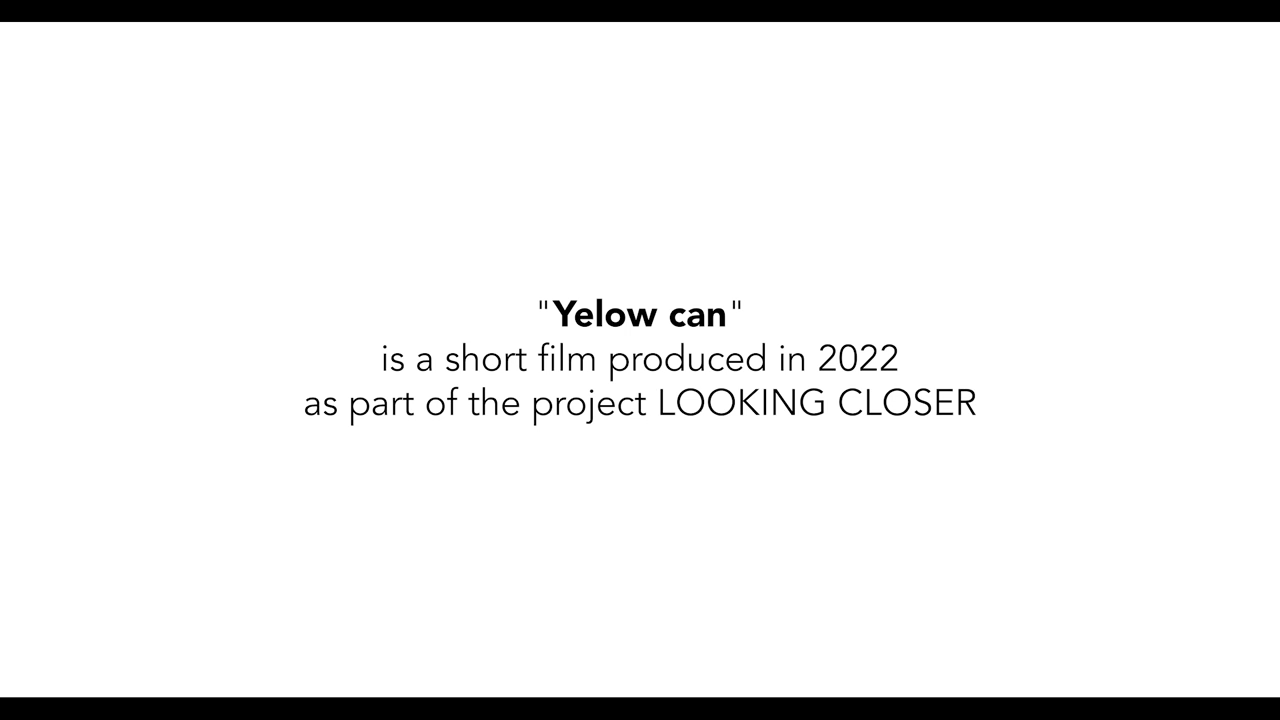 "Yelow can"
is a short film produced in 2022
as part of the project LOOKING CLOSER